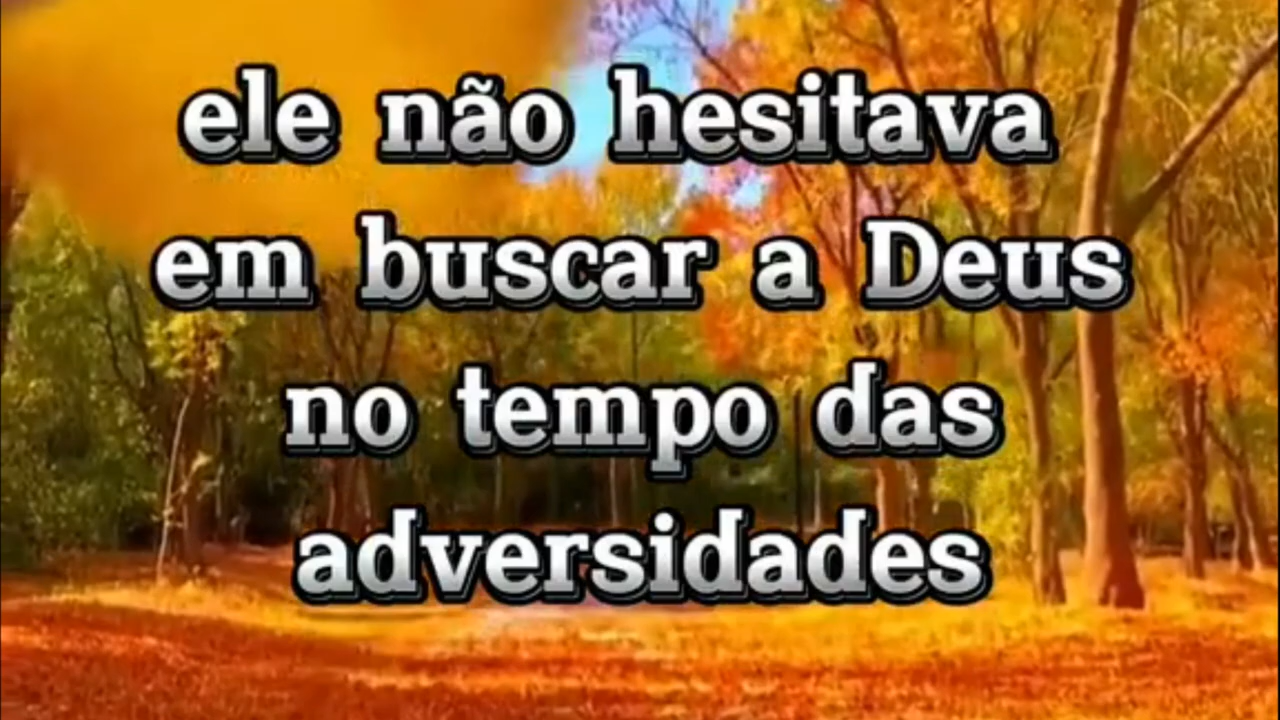 ele não hesitava
em buscar a Deus
no tempo das
adversidades